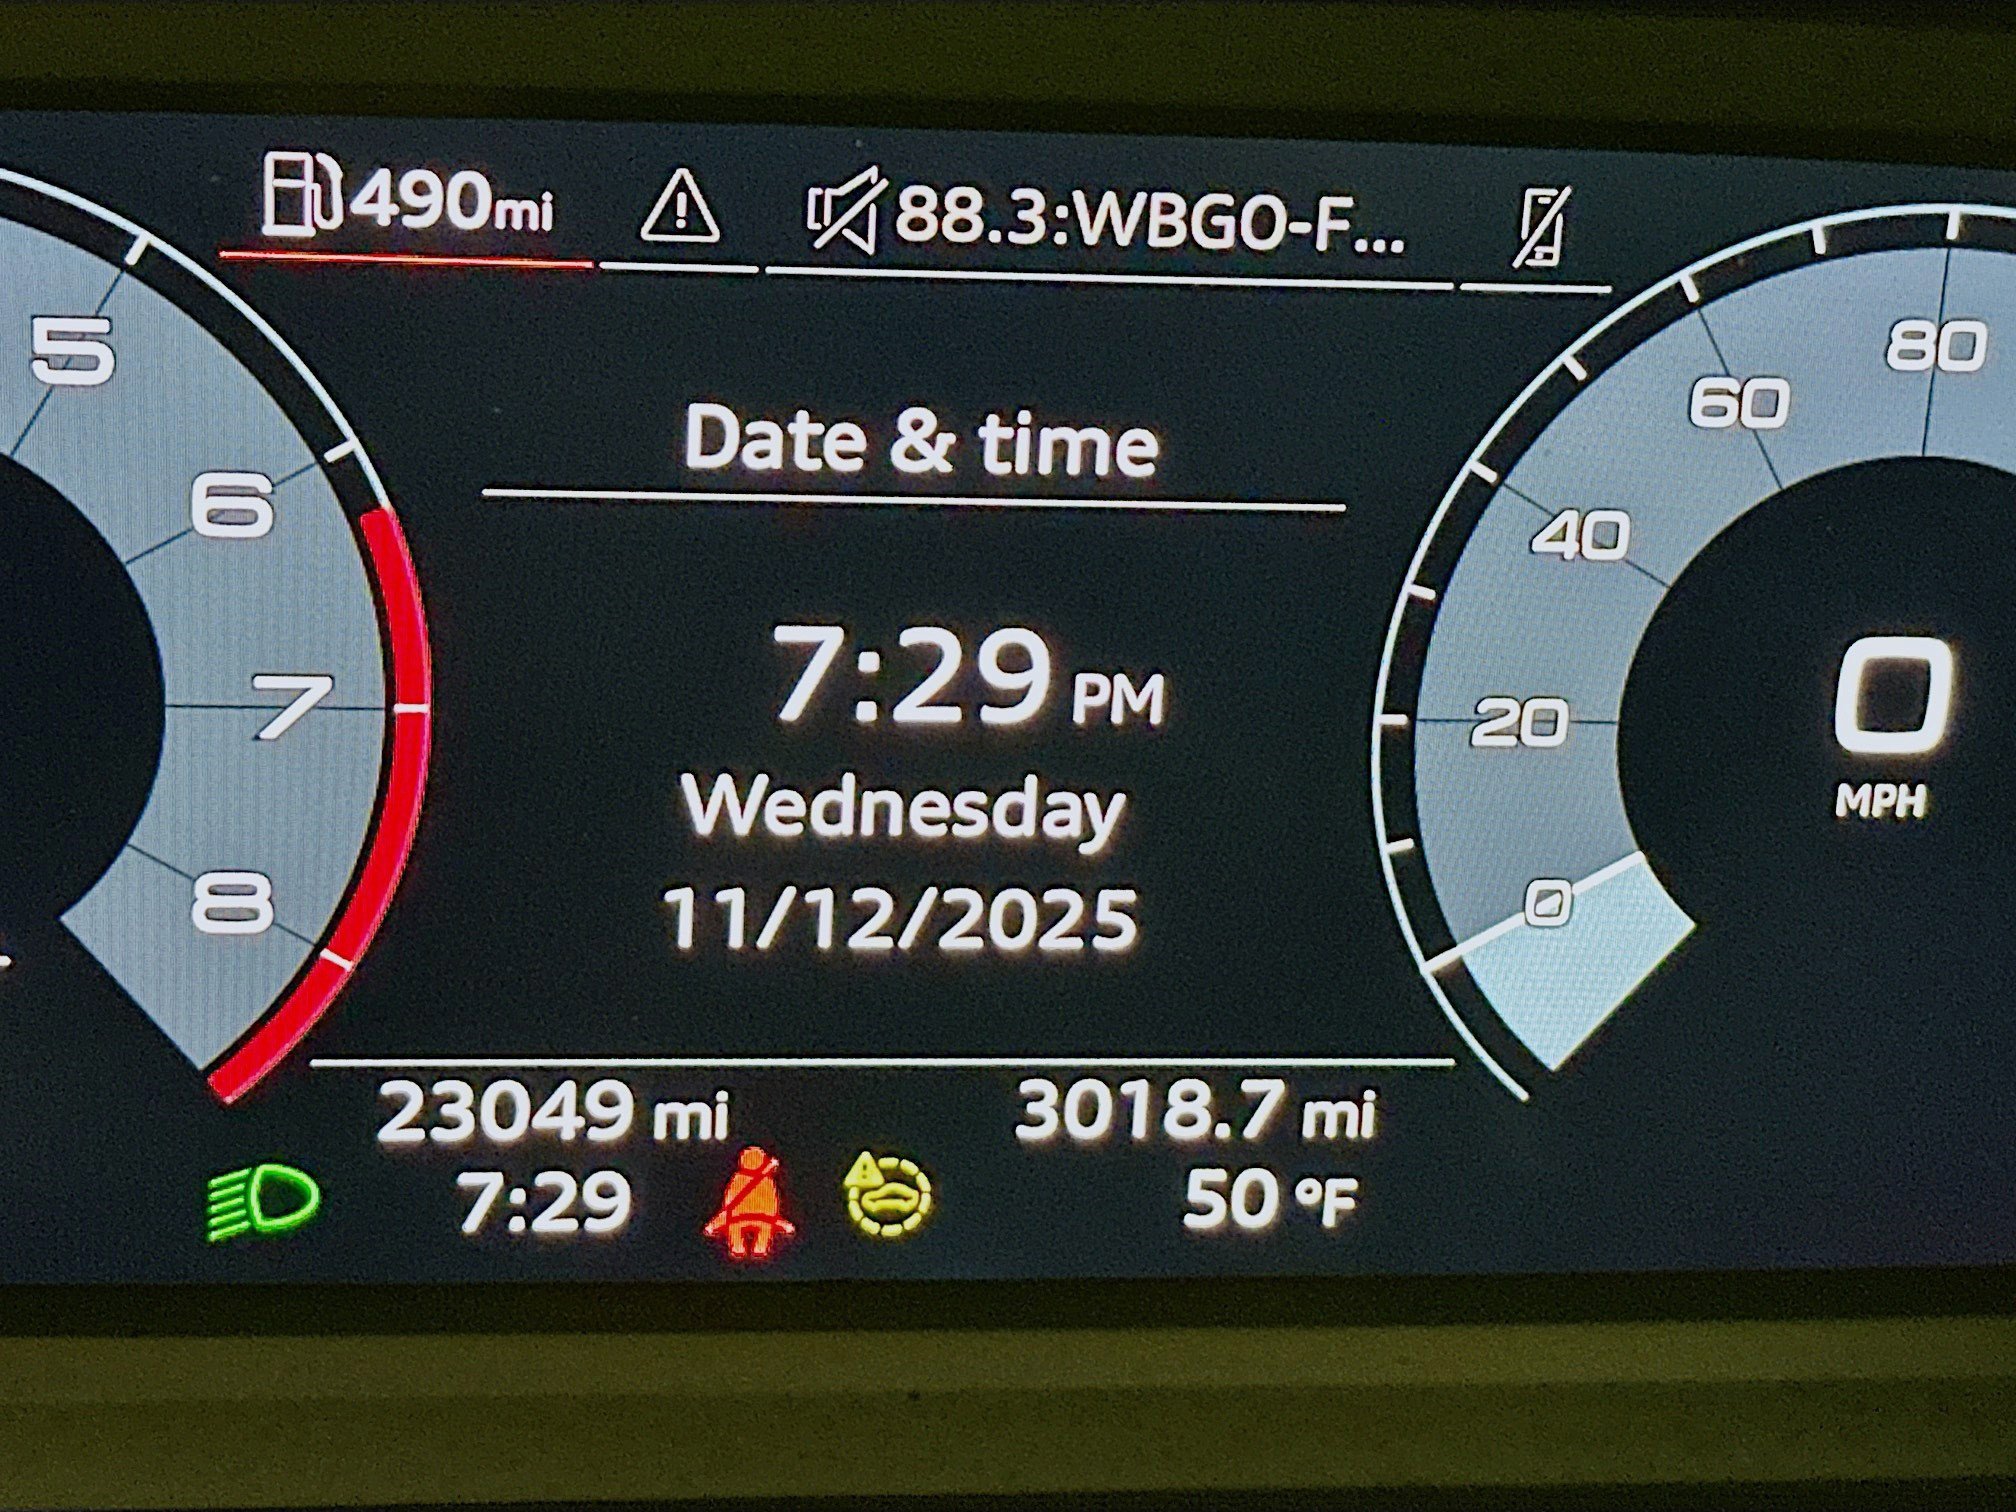 490mi 88.3:WBGO-F...
Date & time
7:29 PM
Wednesday
11/12/2025
23049 mi 3018.7 mi
7:29 50 °F
5
6
7
8
80
60
40
20
0
0
MPH